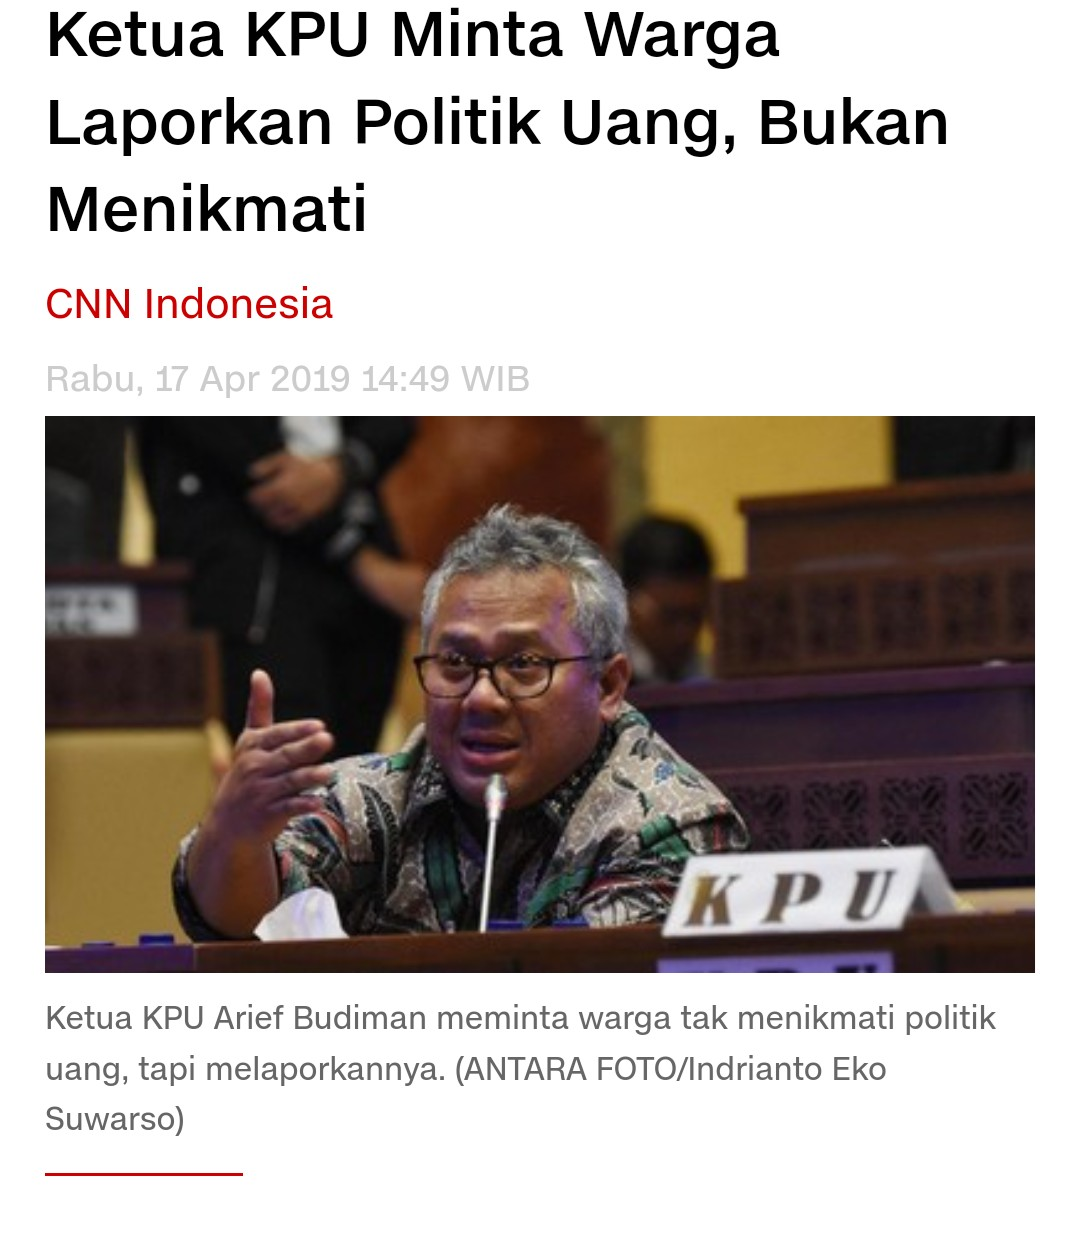 Ketua KPU Minta Warga
Laporkan Politik Uang, Bukan
Menikmati
CNN Indonesia
Rabu, 17 Apr 2019 14:49 WIB
KPU
Ketua KPU Arief Budiman meminta warga tak menikmati politik
uang, tapi melaporkannya. (ANTARA FOTO/Indrianto Eko
Suwarso)